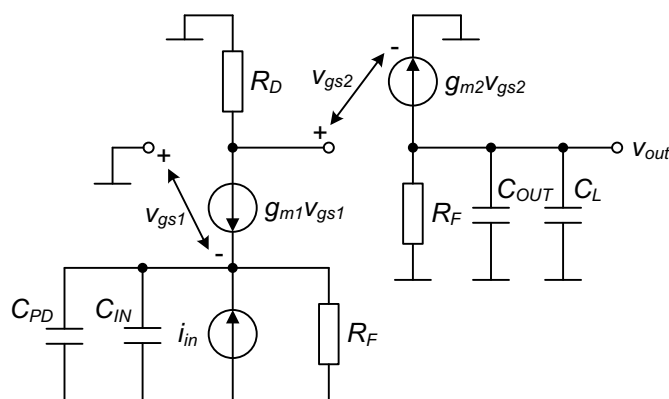 -
v_gs2
g_m2v_gs2
R_D
+
+
v_out
C_OUT
C_L
g_m1v_gs1
v_gs1
R_F
-
C_PD
C_IN
i_in
R_F